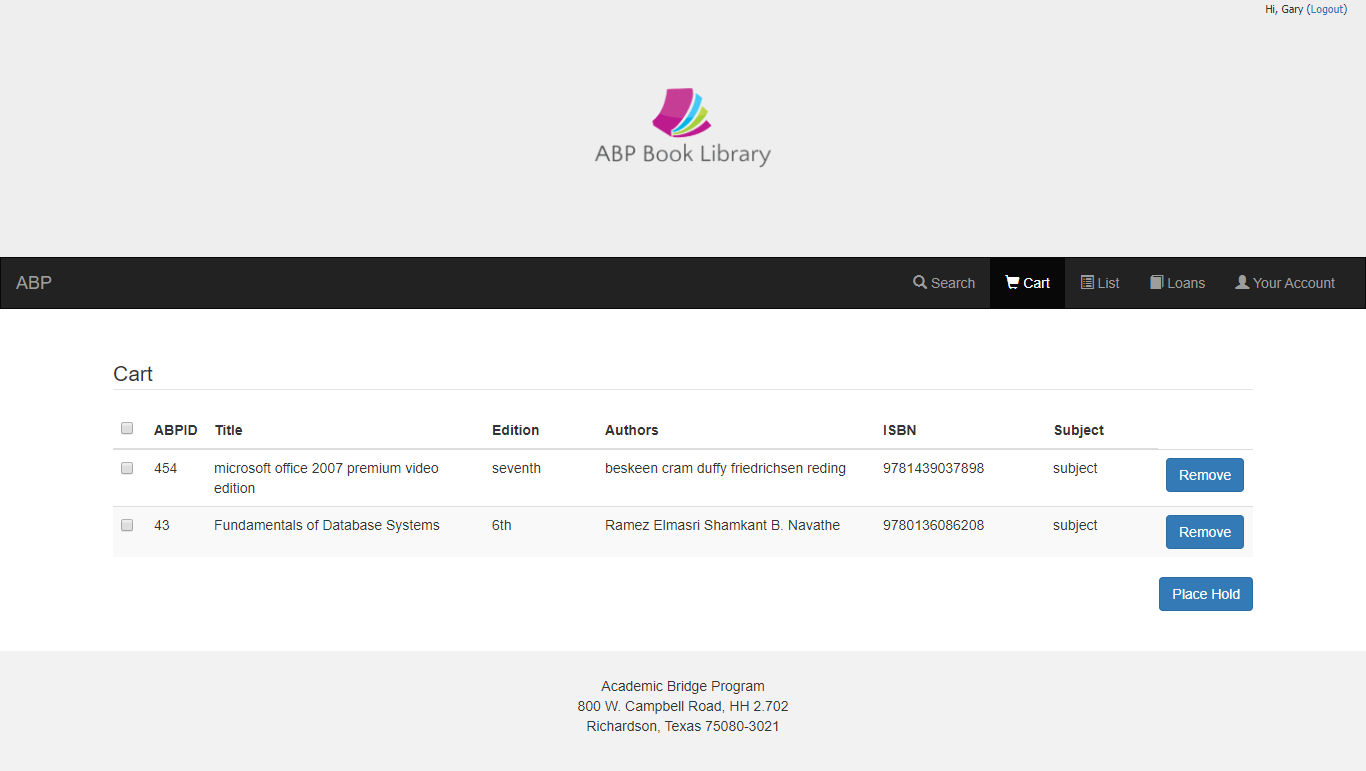 Hi, Gary (Logout)
ABP Book Library
ABP Search Cart List Loans Your Account
Cart
ABPID Title Edition Authors ISBN Subject
454 microsoft office 2007 premium video seventh beskeen cram duffy friedrichsen reding 9781439037898 subject Remove
edition
43 Fundamentals of Database Systems 6th Ramez Elmasri Shamkant B. Navathe 9780136086208 subject Remove
Place Hold
Academic Bridge Program
800 W. Campbell Road, HH 2.702
Richardson, Texas 75080-3021